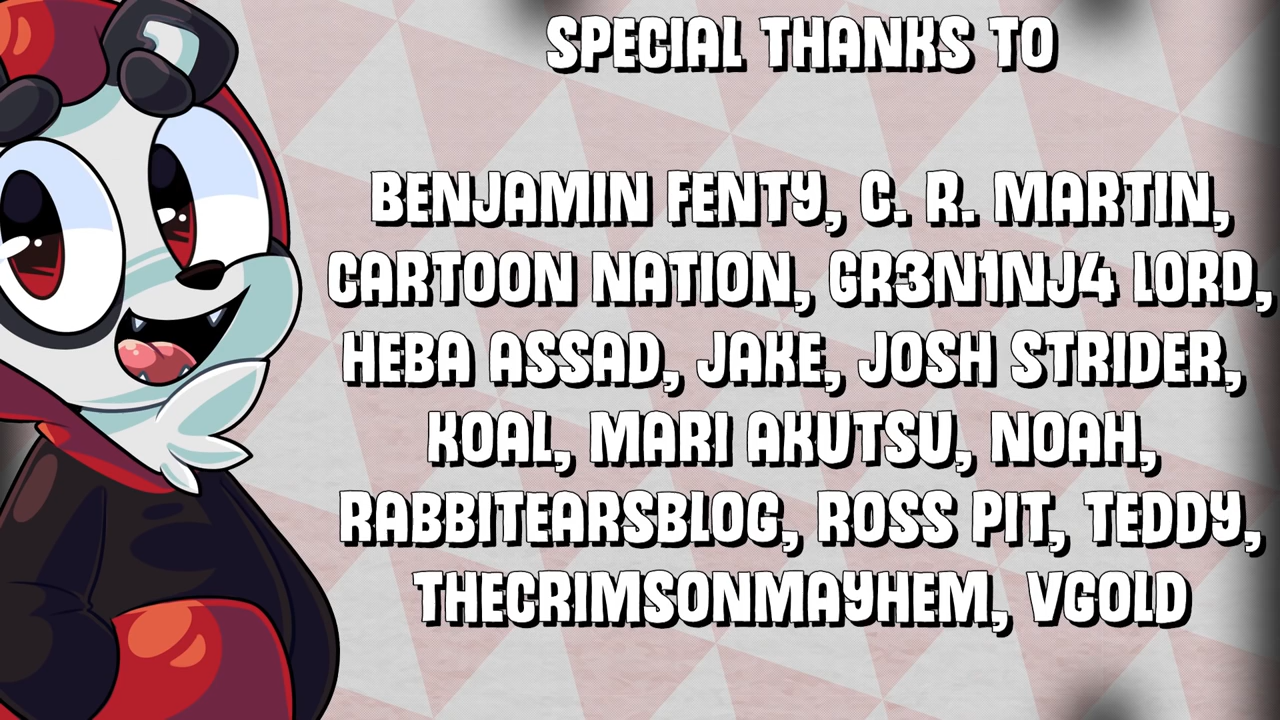 SPECIAL THANKS TO
BENJAMIN FENTY, C. R. MARTIN,
CARTOON NATION, GR3N1NJ4 LORD,
HEBA ASSAD, JAKE, JOSH STRIDER,
KOAL, MARI AKUTSU, NOAH,
RABBITEARSBLOG, ROSS PIT, TEDDY,
THECRIMSONMAYHEM, VGOLD